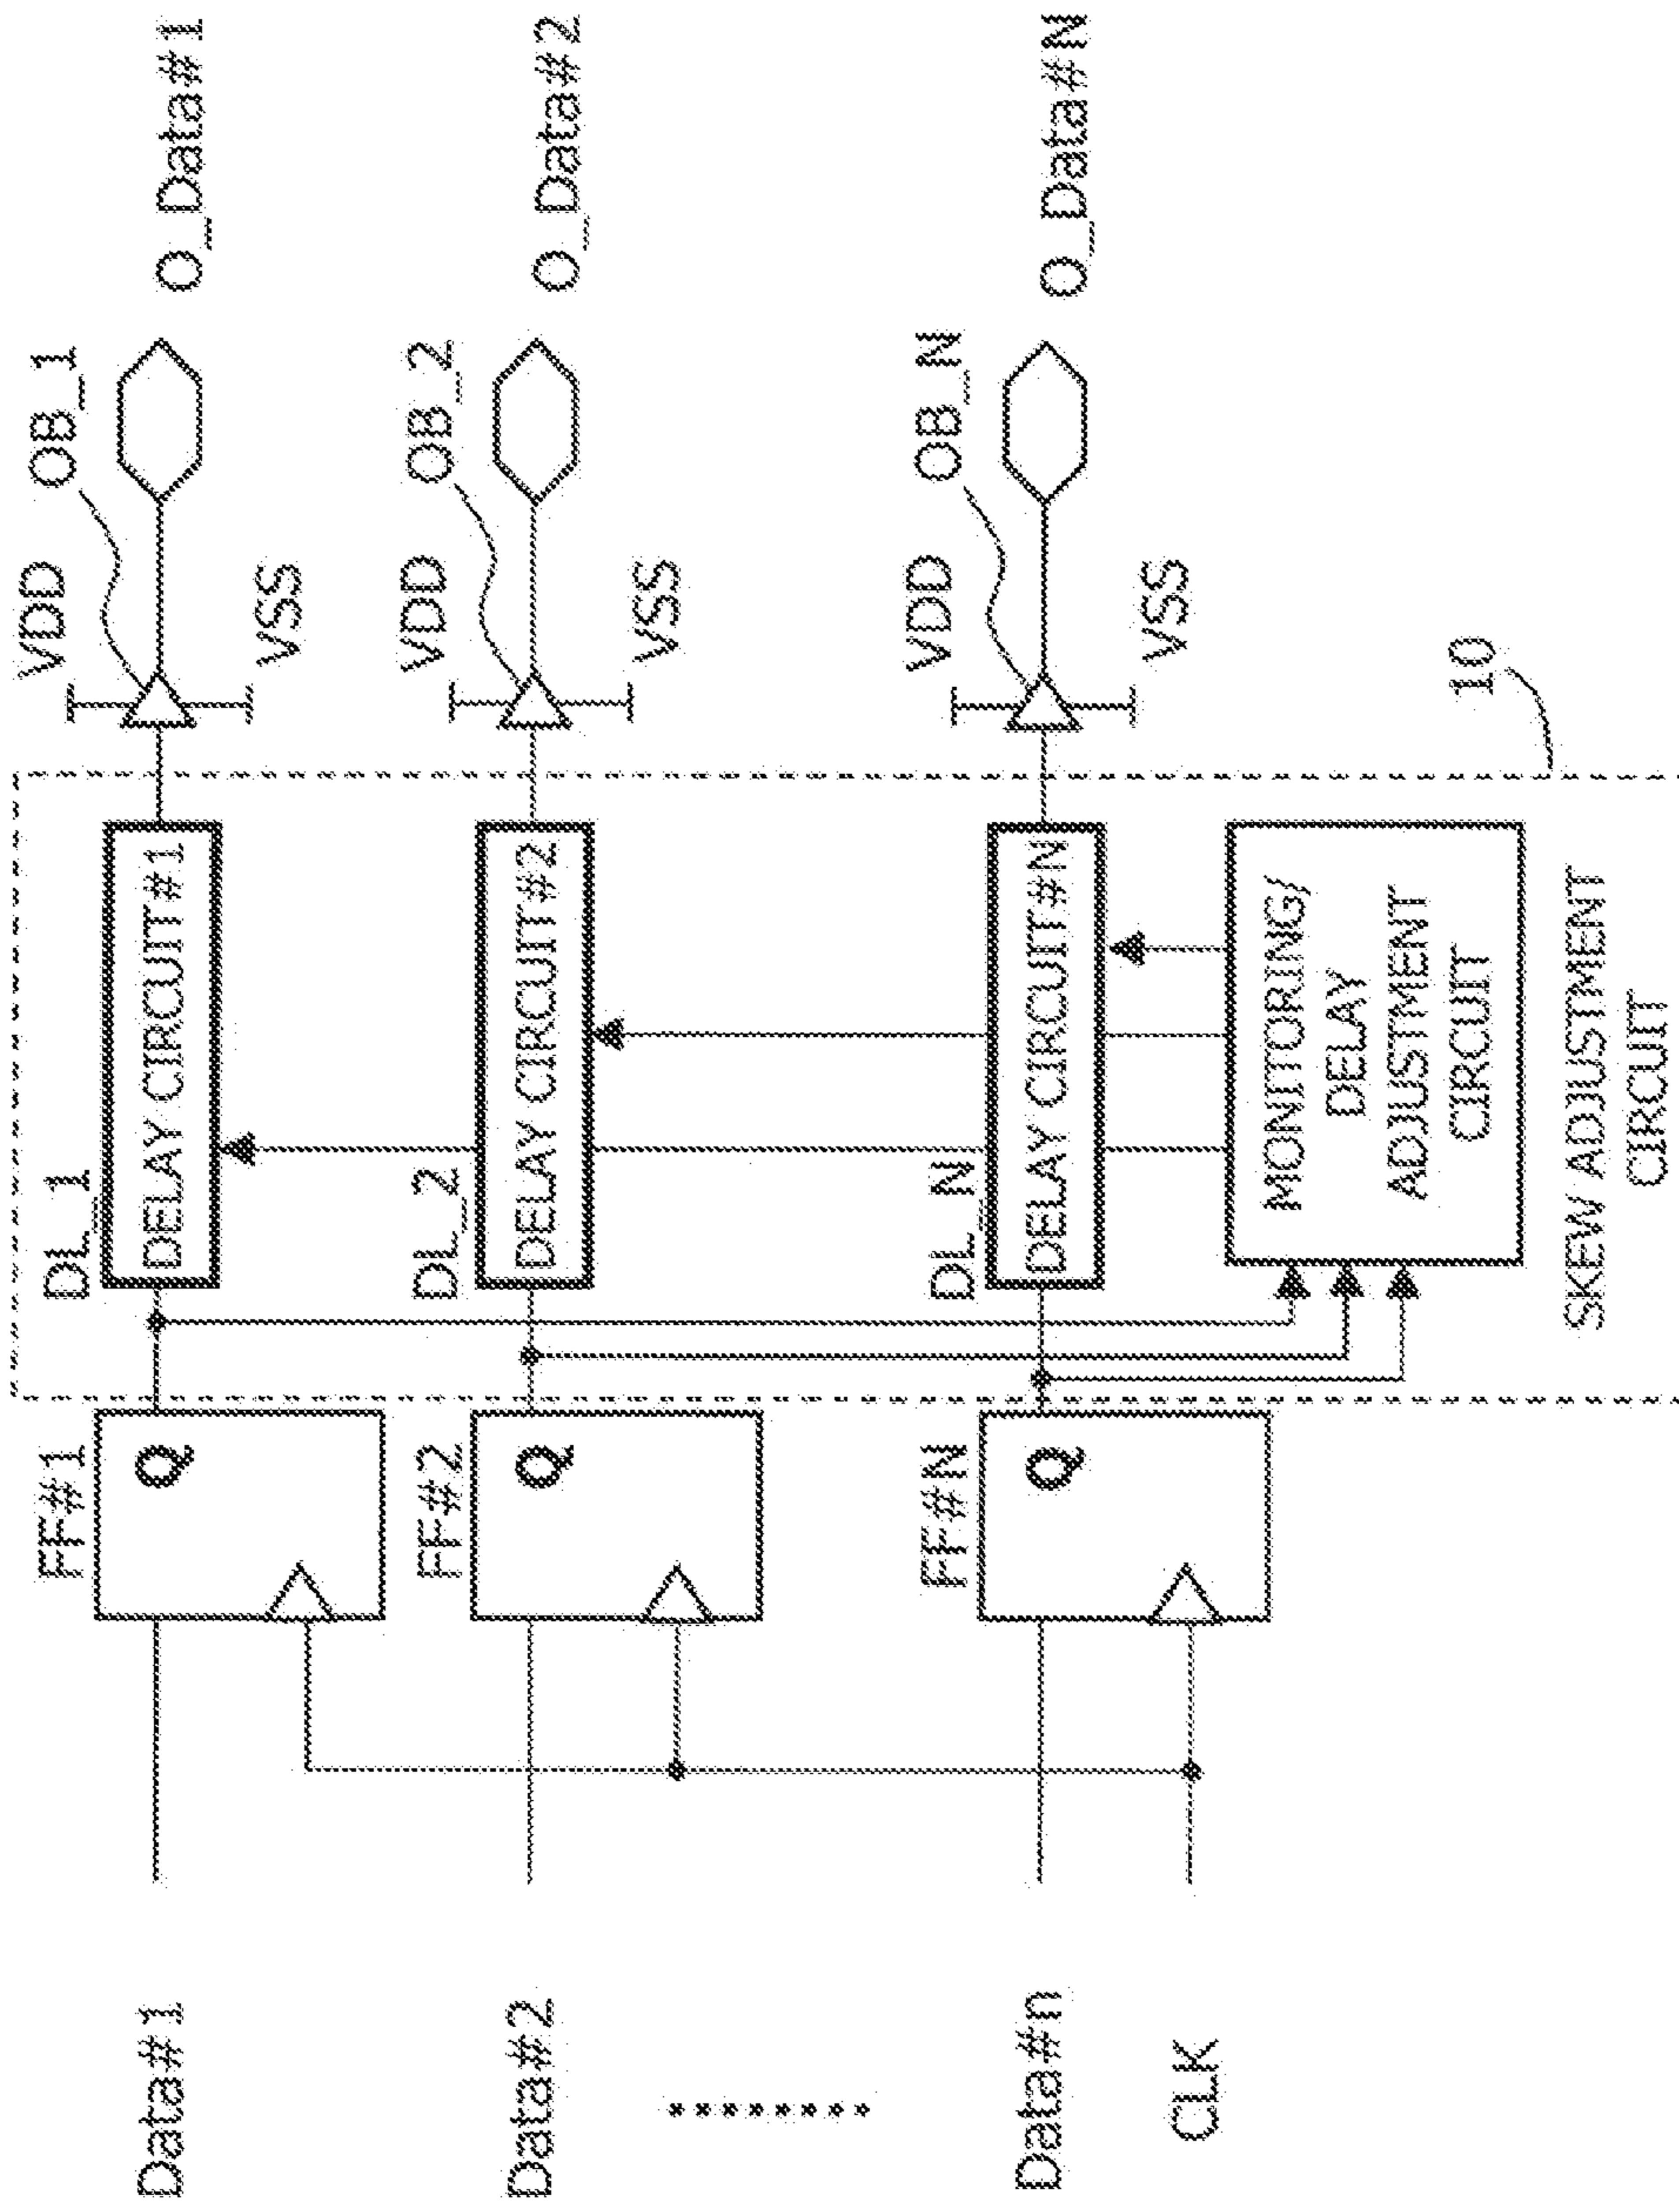 Data#1
FF#1
Q
DL_1
DELAY CIRCUIT#1
VDD
OB_1
VSS
O_Data#1
Data#2
FF#2
Q
DL_2
DELAY CIRCUIT#2
VDD
OB_2
VSS
O_Data#2
Data#n
FF#N
Q
DL_N
DELAY CIRCUIT#N
VDD
OB_N
VSS
O_Data#N
CLK
MONITORING/
DELAY
ADJUSTMENT
CIRCUIT
10
SKEW ADJUSTMENT
CIRCUIT